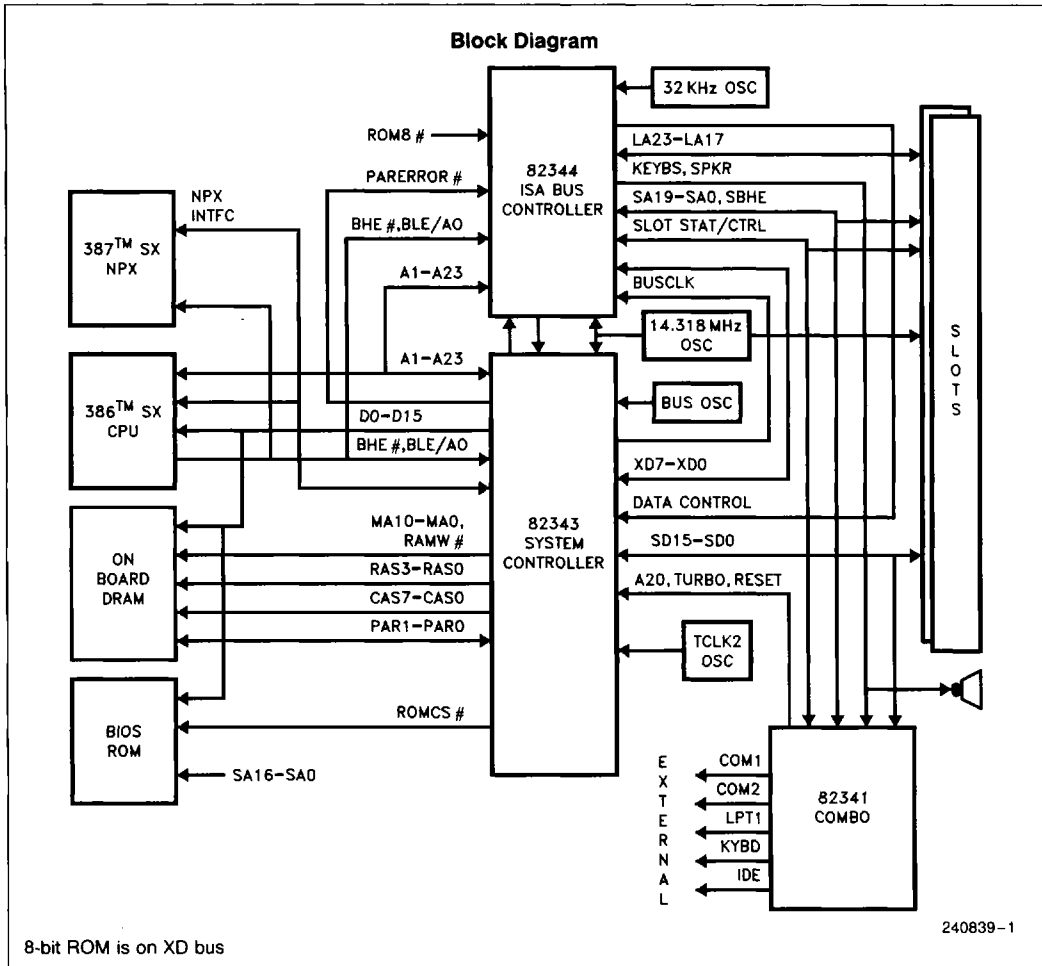 Block Diagram
32 KHz OSC
ROM8 #
82344
ISA BUS
CONTROLLER
LA23-LA17
KEYBS, SPKR
SA19-SA0, SBHE
SLOT STAT/CTRL
BUSCLK
PARERROR #
NPX
INTFC
BHE #,BLE/A0
A1-A23
387™ SX
NPX
14.318 MHz
OSC
SLOTS
A1-A23
386™ SX
CPU
D0-D15
BHE #,BLE/A0
BUS OSC
XD7-XD0
DATA CONTROL
SD15-SD0
A20, TURBO, RESET
82343
SYSTEM
CONTROLLER
MA10-MA0,
RAMW #
RAS3-RAS0
CAS7-CAS0
PAR1-PAR0
ON
BOARD
DRAM
TCLK2
OSC
BIOS
ROM
ROMCS #
SA16-SA0
EXTERNAL
COM1
COM2
LPT1
KYBD
IDE
82341
COMBO
240839-1
8-bit ROM is on XD bus